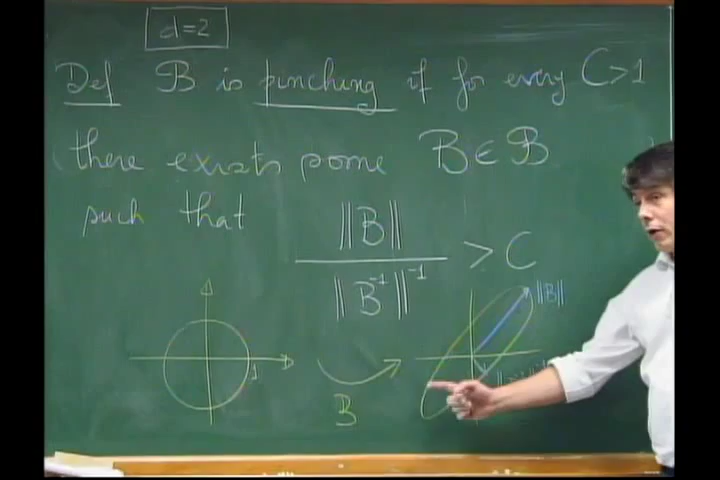 d=2
Def B is pinching if for every C>1
there exists some B∈B
such that ‖B‖ / ‖B⁻¹‖⁻¹ > C
‖B‖
1
B